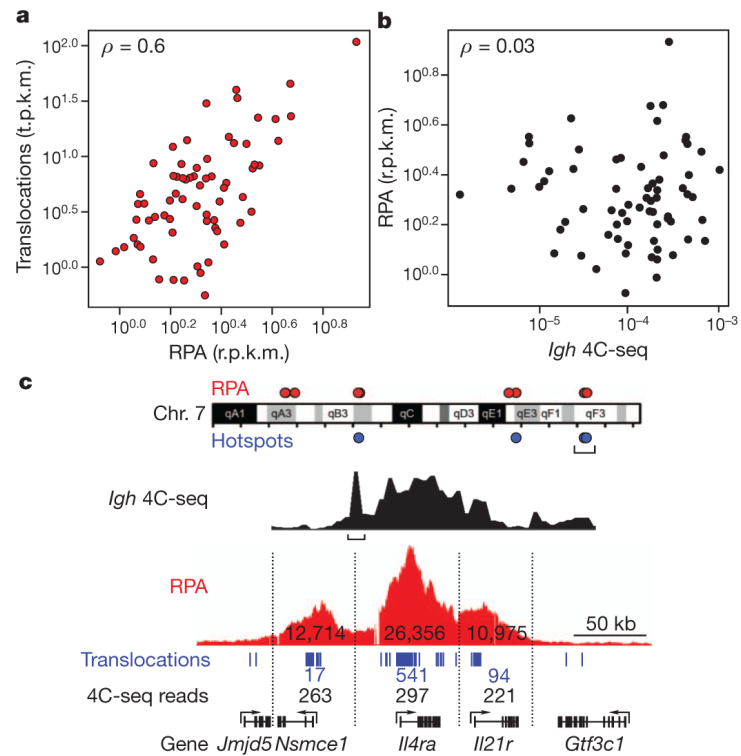 a
ρ = 0.6
Translocations (t.p.k.m.)
10^2.0
10^1.5
10^1.0
10^0.5
10^0.0
10^0.0 10^0.2 10^0.4 10^0.6 10^0.8
RPA (r.p.k.m.)
b
ρ = 0.03
RPA (r.p.k.m.)
10^0.8
10^0.4
10^0.2
10^0.0
10^−5 10^−4 10^−3
Igh 4C-seq
c
RPA
Chr. 7 qA1 qA3 qB3 qC qD3 qE1 qE3 qF1 qF3
Hotspots
Igh 4C-seq
RPA
12,714 26,356 10,975 50 kb
Translocations
17 541 94
4C-seq reads 263 297 221
Gene Jmjd5 Nsmce1 Il4ra Il21r Gtf3c1